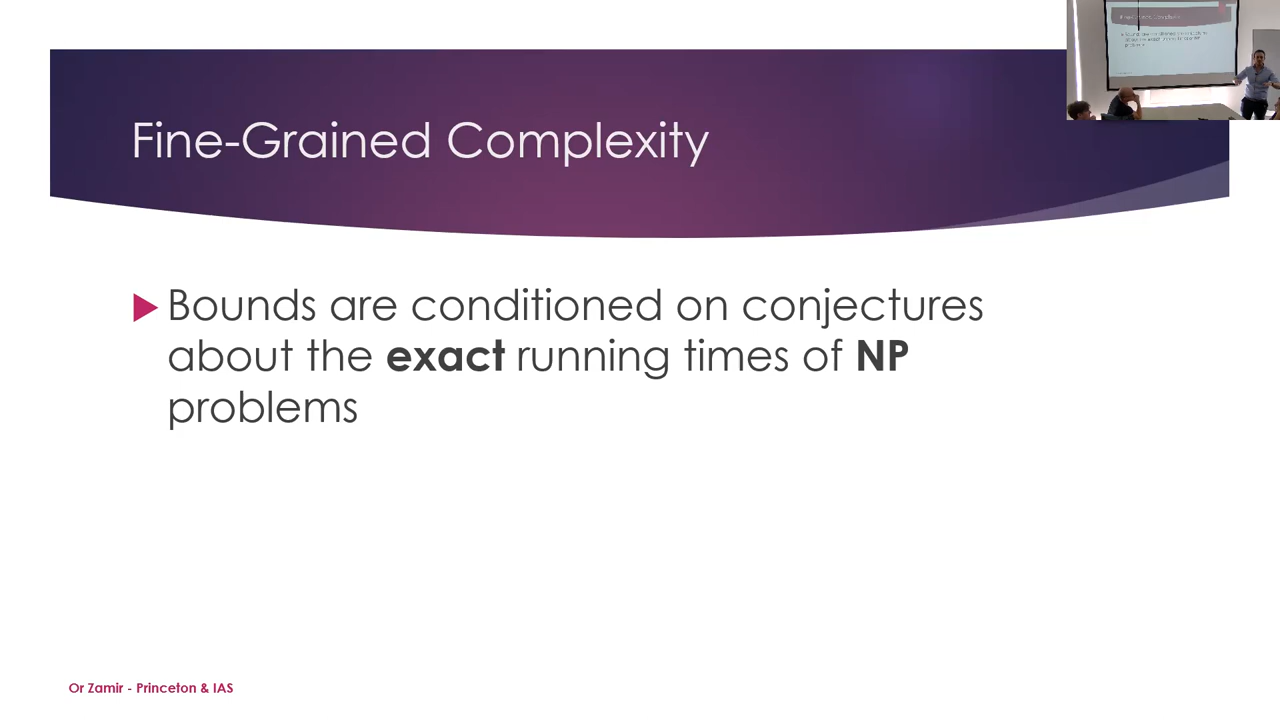 Fine-Grained Complexity
Bounds are conditioned on conjectures
about the exact running times of NP
problems
Or Zamir - Princeton & IAS